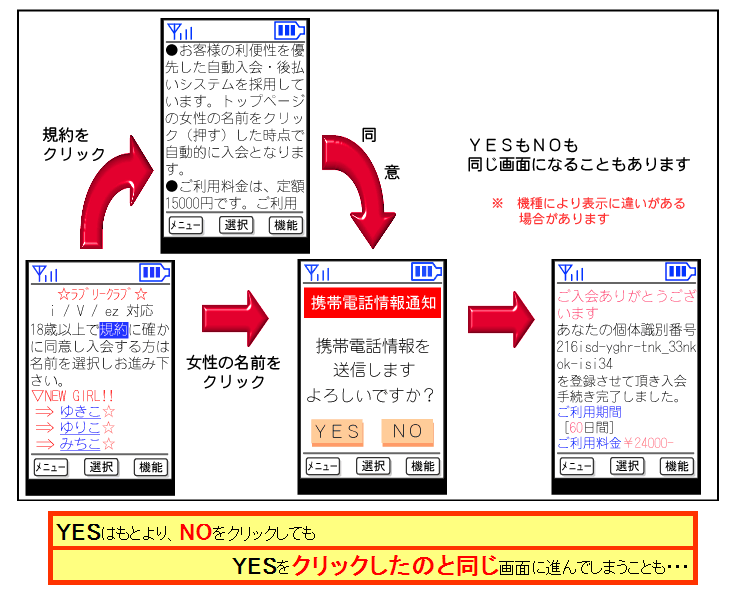 ●お客様の利便性を優
先した自動入会・後払
いシステムを採用して
います。トップページ
の女性の名前をクリッ
ク（押す）した時点で
自動的に入会となりま
す。
●ご利用料金は、定額
15000円です。ご利用
メニュー 選択 機能
規約を
クリック
同
意
ＹＥＳもＮＯも
同じ画面になることもあります
※ 機種により表示に違いがある
場合があります
☆ラブリークラブ☆
i / V / ez 対応
18歳以上で規約に確か
に同意し入会する方は
名前を選択しお進み下
さい。
▽NEW GIRL!!
⇒ ゆきこ☆
⇒ ゆりこ☆
⇒ みちこ☆
メニュー 選択 機能
女性の名前を
クリック
携帯電話情報通知
携帯電話情報を
送信します
よろしいですか？
YES NO
メニュー 選択 機能
ご入会ありがとうござ
います
あなたの個体識別番号
216isd-yghr-tnk_33nk
ok-isi34
を登録させて頂き入会
手続き完了しました。
ご利用期間
［60日間］
ご利用料金￥24000-
メニュー 選択 機能
YESはもとより、NOをクリックしても
YESをクリックしたのと同じ画面に進んでしまうことも・・・